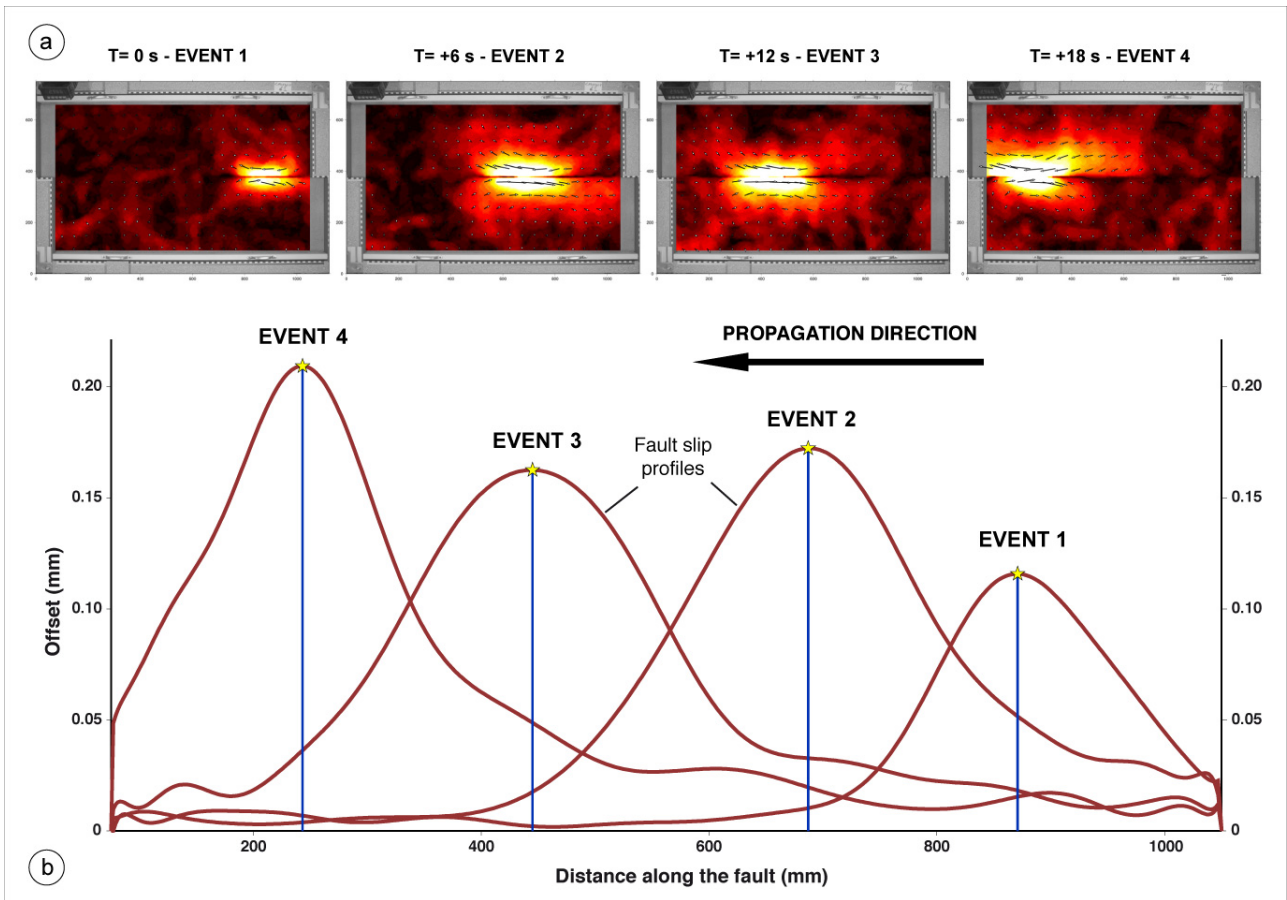 a
T= 0 s - EVENT 1
T= +6 s - EVENT 2
T= +12 s - EVENT 3
T= +18 s - EVENT 4
EVENT 4
PROPAGATION DIRECTION
EVENT 3
Fault slip
profiles
EVENT 2
EVENT 1
0.20
0.15
0.10
0.05
0
Offset (mm)
0.20
0.15
0.10
0.05
0
200
400
600
800
1000
b
Distance along the fault (mm)